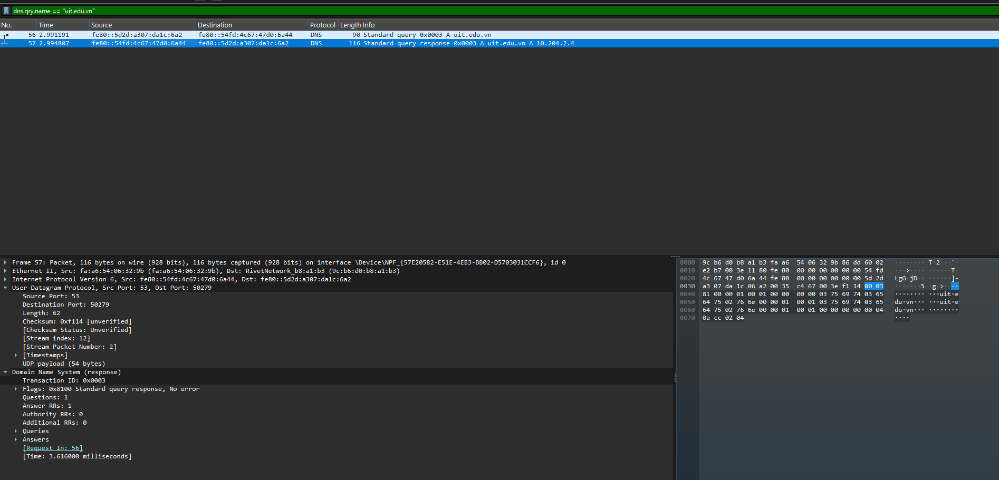 dns.qry.name == "uit.edu.vn"
No. Time Source Destination Protocol Length Info
56 2.991191 fe80::5d2d:a307:da1c:6a2 fe80::54fd:4c67:47d0:6a44 DNS 90 Standard query 0x0003 A uit.edu.vn
57 2.994807 fe80::54fd:4c67:47d0:6a44 fe80::5d2d:a307:da1c:6a2 DNS 116 Standard query response 0x0003 A uit.edu.vn A 10.204.2.4
Frame 57: Packet, 116 bytes on wire (928 bits), 116 bytes captured (928 bits) on interface \Device\NPF_{57E20582-E51E-4EB3-BB02-D5703031CCF6}, id 0
Ethernet II, Src: fa:a6:54:06:32:9b (fa:a6:54:06:32:9b), Dst: RivetNetwork_b8:a1:b3 (9c:b6:d0:b8:a1:b3)
Internet Protocol Version 6, Src: fe80::54fd:4c67:47d0:6a44, Dst: fe80::5d2d:a307:da1c:6a2
User Datagram Protocol, Src Port: 53, Dst Port: 50279
Source Port: 53
Destination Port: 50279
Length: 62
Checksum: 0xf114 [unverified]
[Checksum Status: Unverified]
[Stream index: 12]
[Stream Packet Number: 2]
[Timestamps]
UDP payload (54 bytes)
Domain Name System (response)
Transaction ID: 0x0003
Flags: 0x8100 Standard query response, No error
Questions: 1
Answer RRs: 1
Authority RRs: 0
Additional RRs: 0
Queries
Answers
[Request In: 56]
[Time: 3.616000 milliseconds]
0000 9c b6 d0 b8 a1 b3 fa a6 54 06 32 9b 86 dd 60 02 ········ T·2···`·
0010 e2 b7 00 3e 11 80 fe 80 00 00 00 00 00 00 54 fd ···>···· ······T·
0020 4c 67 47 d0 6a 44 fe 80 00 00 00 00 00 00 5d 2d LgG·jD·· ······]-
0030 a3 07 da 1c 06 a2 00 35 c4 67 00 3e f1 14 00 03 ·······5 ·g·>····
0040 81 00 00 01 00 01 00 00 00 00 03 75 69 74 03 65 ········ ···uit·e
0050 64 75 02 76 6e 00 00 01 00 01 03 75 69 74 03 65 du·vn··· ···uit·e
0060 64 75 02 76 6e 00 00 01 00 01 00 00 00 00 00 04 du·vn··· ········
0070 0a cc 02 04 ····